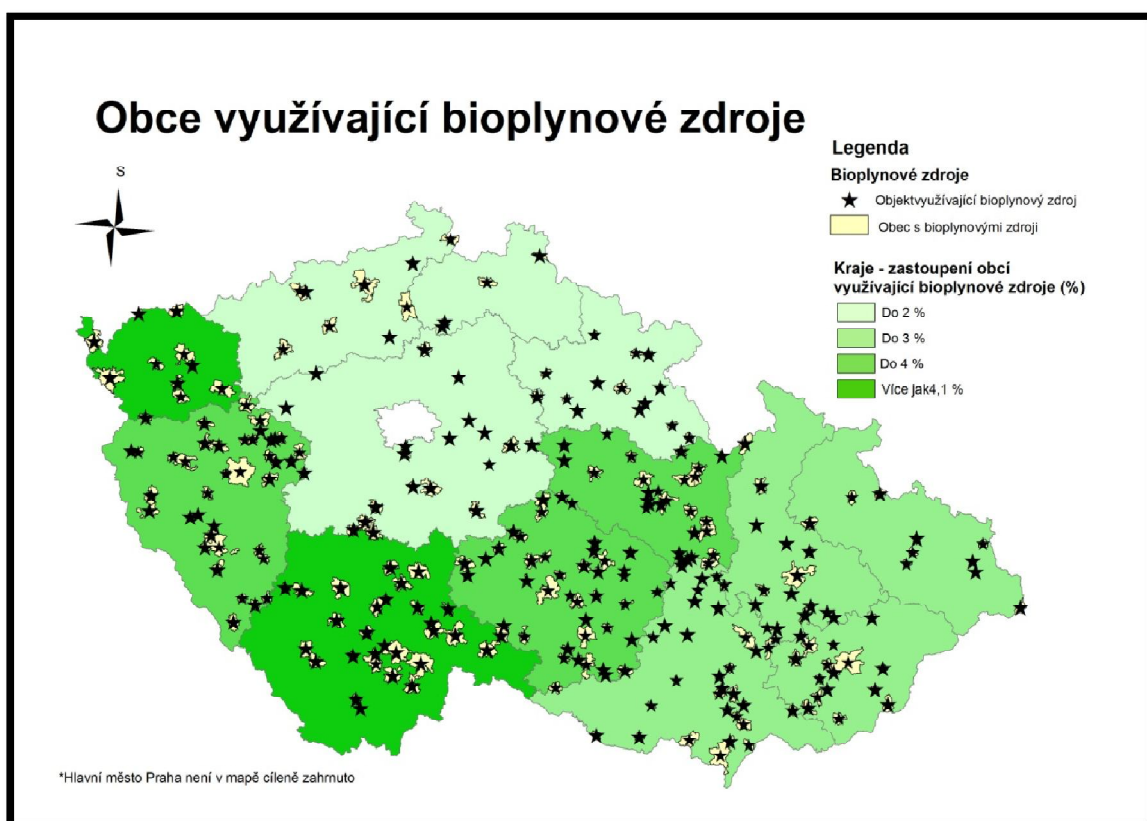 Obce využívající bioplynové zdroje
S
Legenda
Bioplynové zdroje
Objektvyužívající bioplynový zdroj
Obec s bioplynovými zdroji
Kraje - zastoupení obcí
využívající bioplynové zdroje (%)
Do 2 %
Do 3 %
Do 4 %
Více jak4,1 %
*Hlavní město Praha není v mapě cíleně zahrnuto